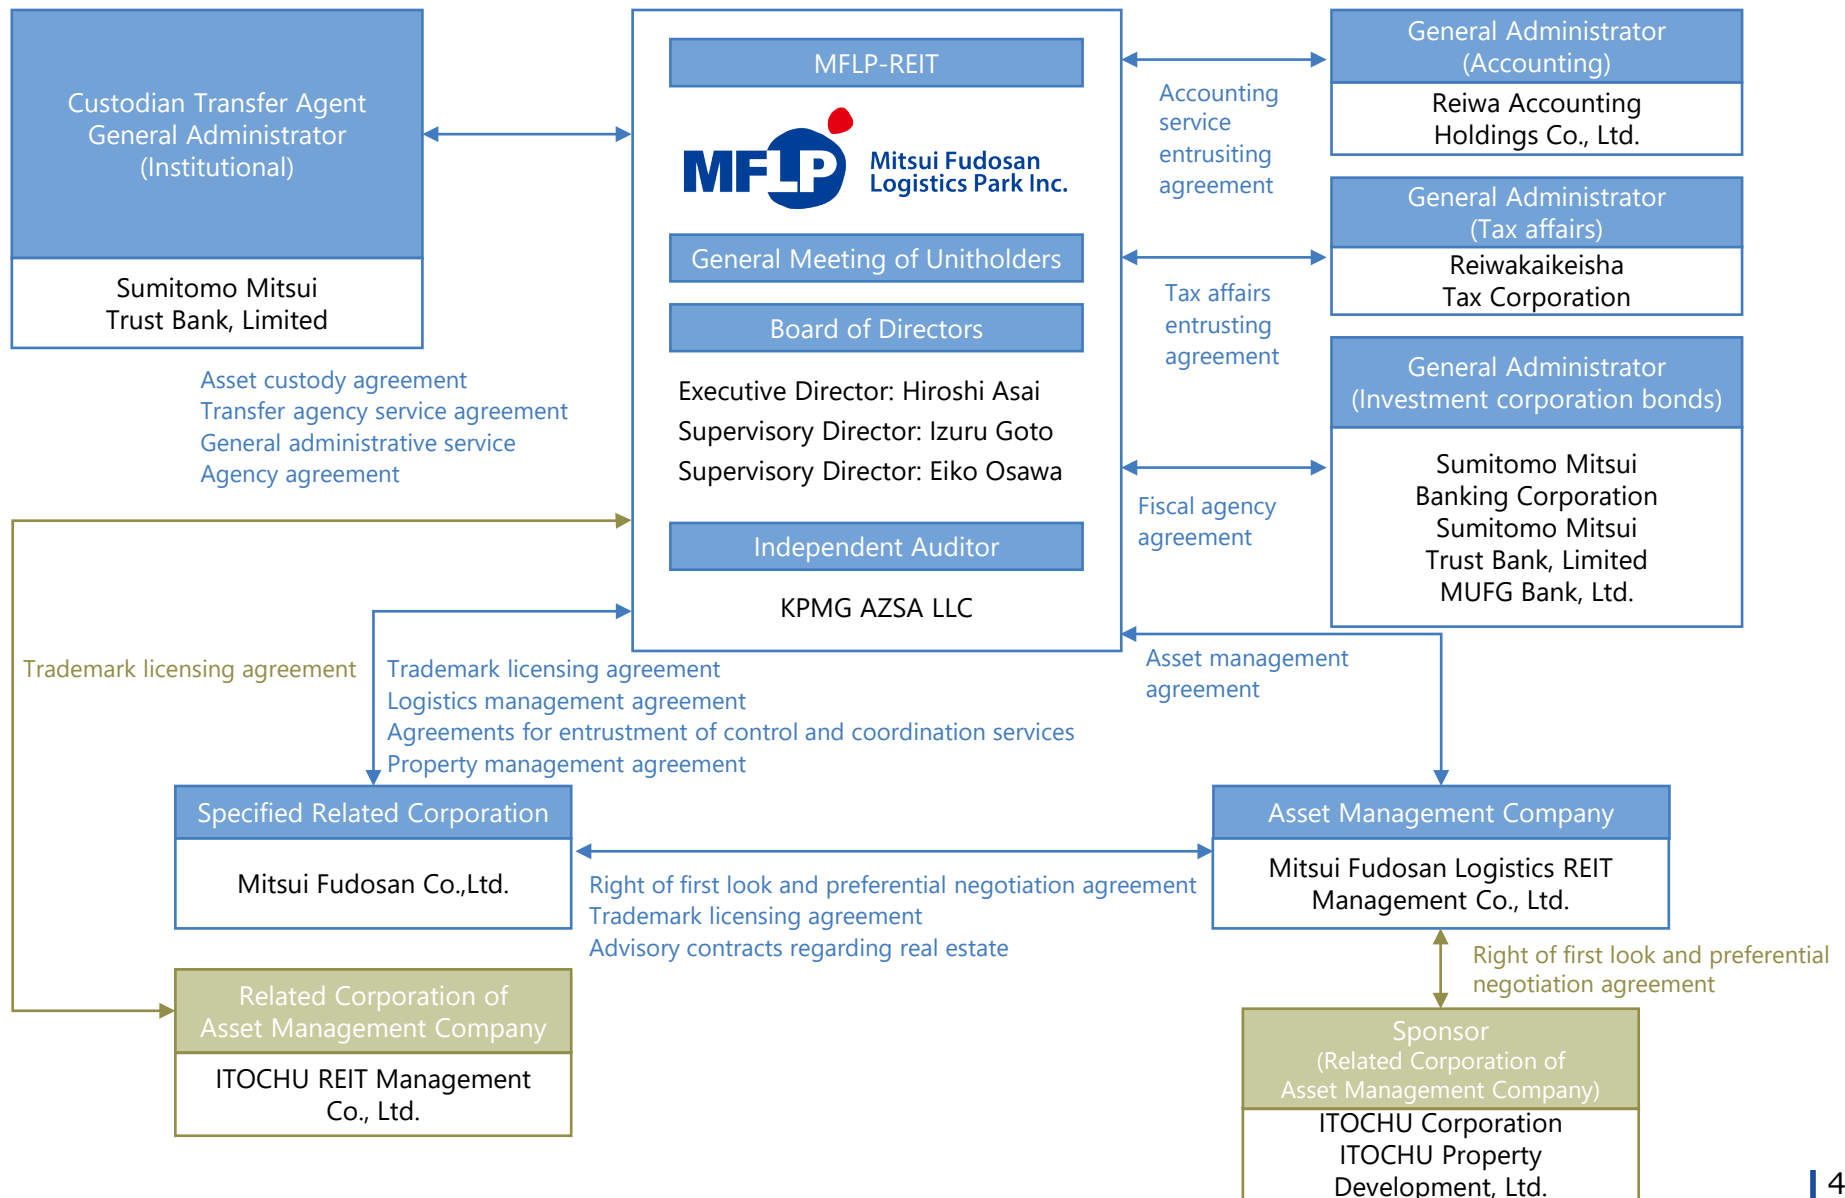 Custodian Transfer Agent
General Administrator
(Institutional)
Sumitomo Mitsui
Trust Bank, Limited
Asset custody agreement
Transfer agency service agreement
General administrative service
Agency agreement
MFLP-REIT
MFLP
Mitsui Fudosan
Logistics Park Inc.
General Meeting of Unitholders
Board of Directors
Executive Director: Hiroshi Asai
Supervisory Director: Izuru Goto
Supervisory Director: Eiko Osawa
Independent Auditor
KPMG AZSA LLC
Accounting
service
entrusiting
agreement
General Administrator
(Accounting)
Reiwa Accounting
Holdings Co., Ltd.
Tax affairs
entrusting
agreement
General Administrator
(Tax affairs)
Reiwakaikeisha
Tax Corporation
Fiscal agency
agreement
General Administrator
(Investment corporation bonds)
Sumitomo Mitsui
Banking Corporation
Sumitomo Mitsui
Trust Bank, Limited
MUFG Bank, Ltd.
Trademark licensing agreement
Trademark licensing agreement
Logistics management agreement
Agreements for entrustment of control and coordination services
Property management agreement
Asset management
agreement
Specified Related Corporation
Mitsui Fudosan Co.,Ltd.
Right of first look and preferential negotiation agreement
Trademark licensing agreement
Advisory contracts regarding real estate
Asset Management Company
Mitsui Fudosan Logistics REIT
Management Co., Ltd.
Right of first look and preferential
negotiation agreement
Related Corporation of
Asset Management Company
ITOCHU REIT Management
Co., Ltd.
Sponsor
(Related Corporation of
Asset Management Company)
ITOCHU Corporation
ITOCHU Property
Development, Ltd.
4